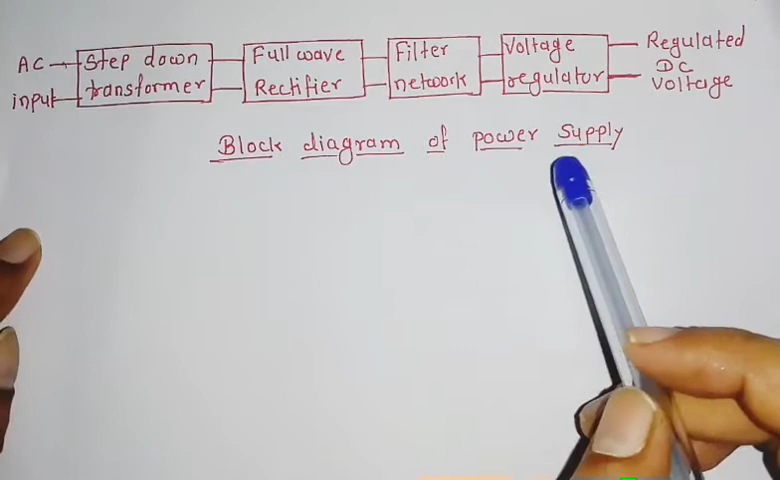 AC
input
Step down
transformer
Full wave
Rectifier
Filter
network
Voltage
regulator
Regulated
DC
Voltage
Block diagram of power Supply